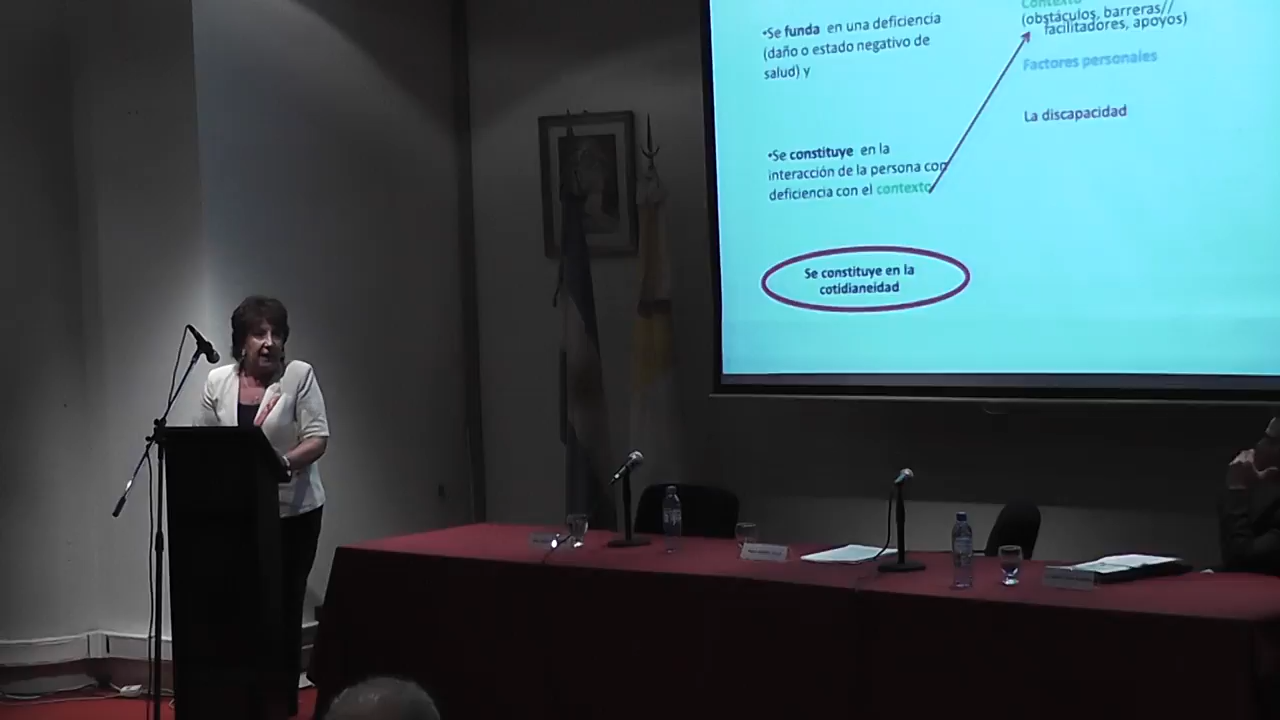 •Se funda en una deficiencia
(daño o estado negativo de
salud) y
•Se constituye en la
interacción de la persona con
deficiencia con el contexto
Se constituye en la
cotidianeidad
Contexto
(obstáculos, barreras//
facilitadores, apoyos)
Factores personales
La discapacidad